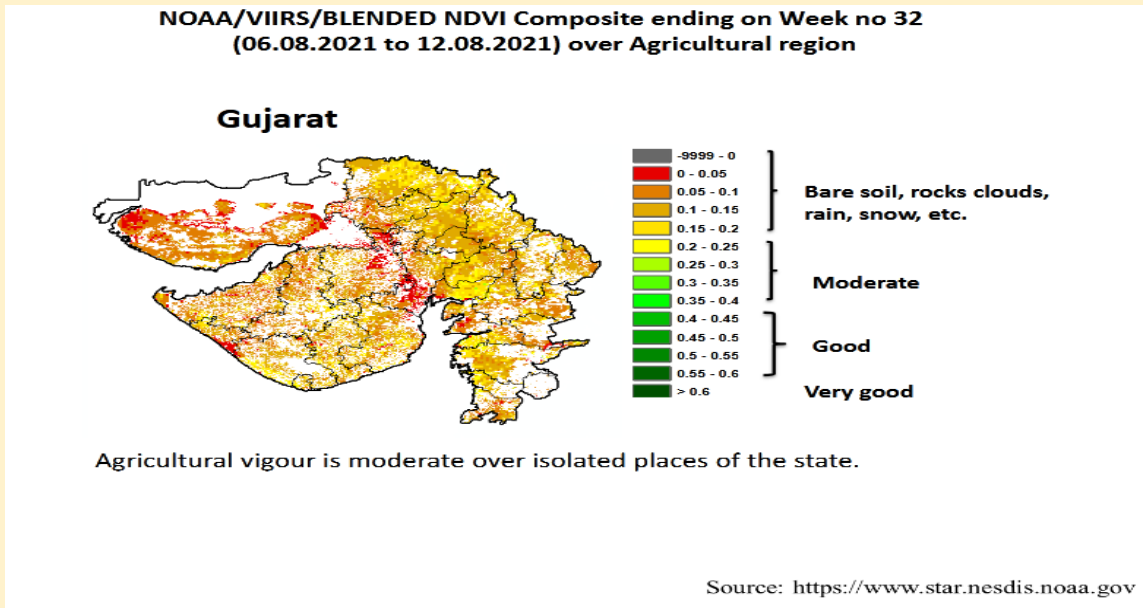 NOAA/VIIRS/BLENDED NDVI Composite ending on Week no 32
(06.08.2021 to 12.08.2021) over Agricultural region
Gujarat
-9999 - 0
0 - 0.05
0.05 - 0.1
0.1 - 0.15
0.15 - 0.2
0.2 - 0.25
0.25 - 0.3
0.3 - 0.35
0.35 - 0.4
0.4 - 0.45
0.45 - 0.5
0.5 - 0.55
0.55 - 0.6
> 0.6
Bare soil, rocks clouds,
rain, snow, etc.
Moderate
Good
Very good
Agricultural vigour is moderate over isolated places of the state.
Source: https://www.star.nesdis.noaa.gov